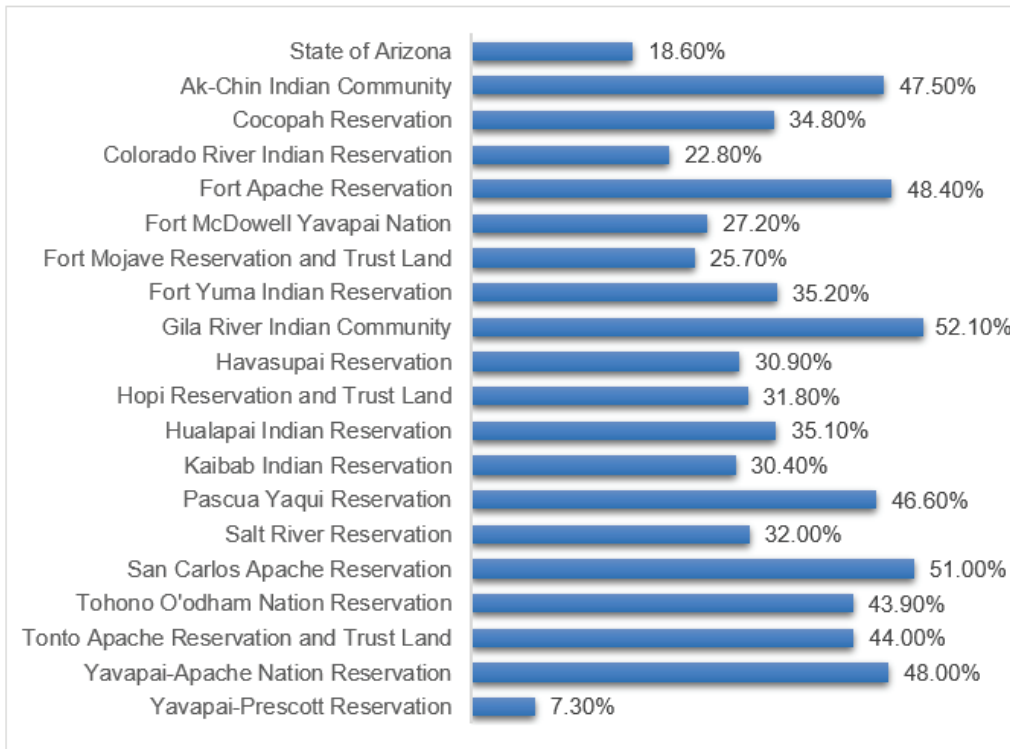 State of Arizona 18.60%
Ak-Chin Indian Community 47.50%
Cocopah Reservation 34.80%
Colorado River Indian Reservation 22.80%
Fort Apache Reservation 48.40%
Fort McDowell Yavapai Nation 27.20%
Fort Mojave Reservation and Trust Land 25.70%
Fort Yuma Indian Reservation 35.20%
Gila River Indian Community 52.10%
Havasupai Reservation 30.90%
Hopi Reservation and Trust Land 31.80%
Hualapai Indian Reservation 35.10%
Kaibab Indian Reservation 30.40%
Pascua Yaqui Reservation 46.60%
Salt River Reservation 32.00%
San Carlos Apache Reservation 51.00%
Tohono O'odham Nation Reservation 43.90%
Tonto Apache Reservation and Trust Land 44.00%
Yavapai-Apache Nation Reservation 48.00%
Yavapai-Prescott Reservation 7.30%